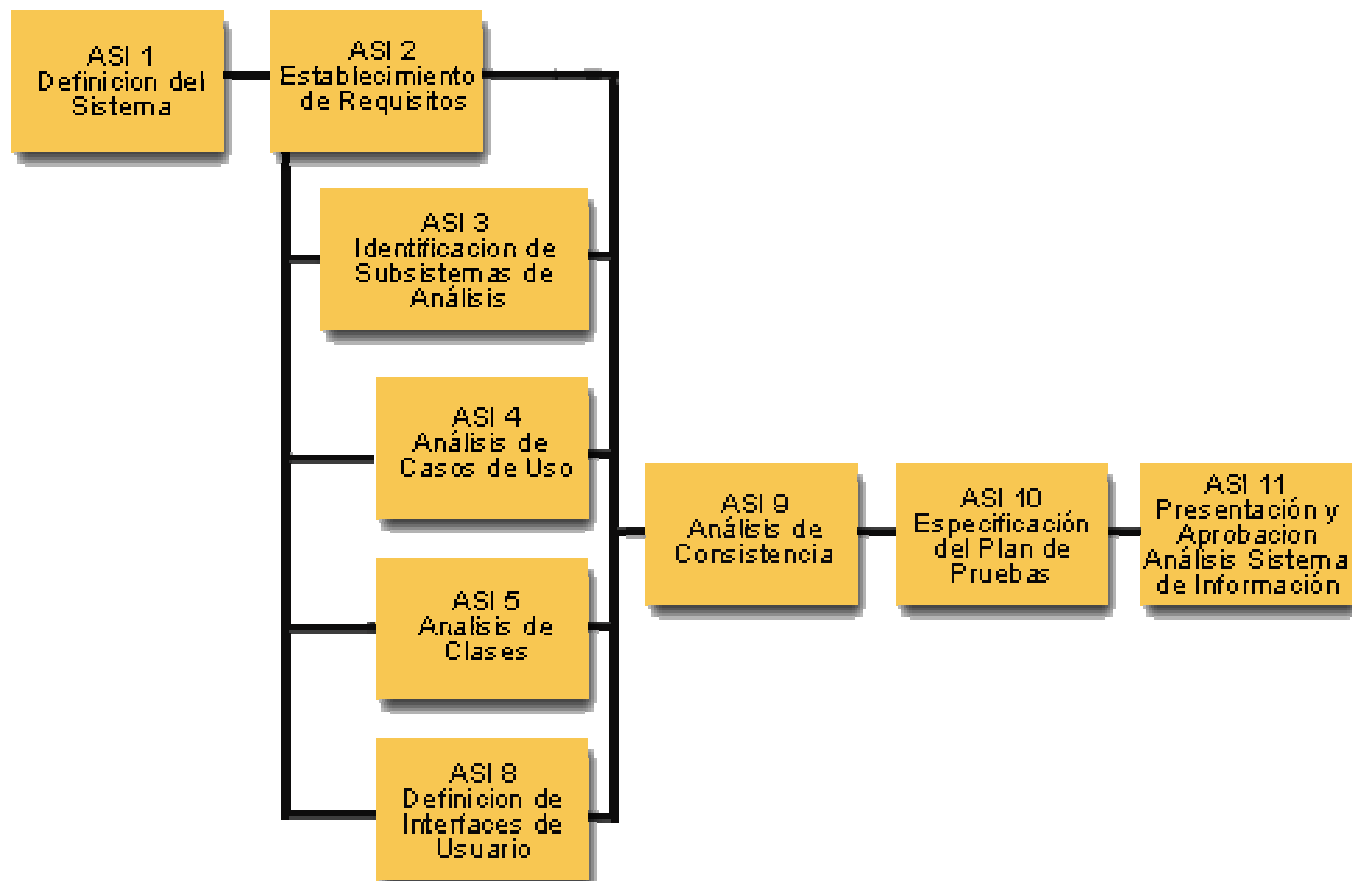 ASI 1
Definicion del
Sistema
ASI 2
Establecimiento
de Requisitos
ASI 3
Identificacion de
Subsistemas de
Análisis
ASI 4
Análisis de
Casos de Uso
ASI 5
Analisis de
Clases
ASI 8
Definicion de
Interfaces de
Usuario
ASI 9
Análisis de
Consistencia
ASI 10
Especificación
del Plan de
Pruebas
ASI 11
Presentación y
Aprobacion
Análisis Sistema
de Información